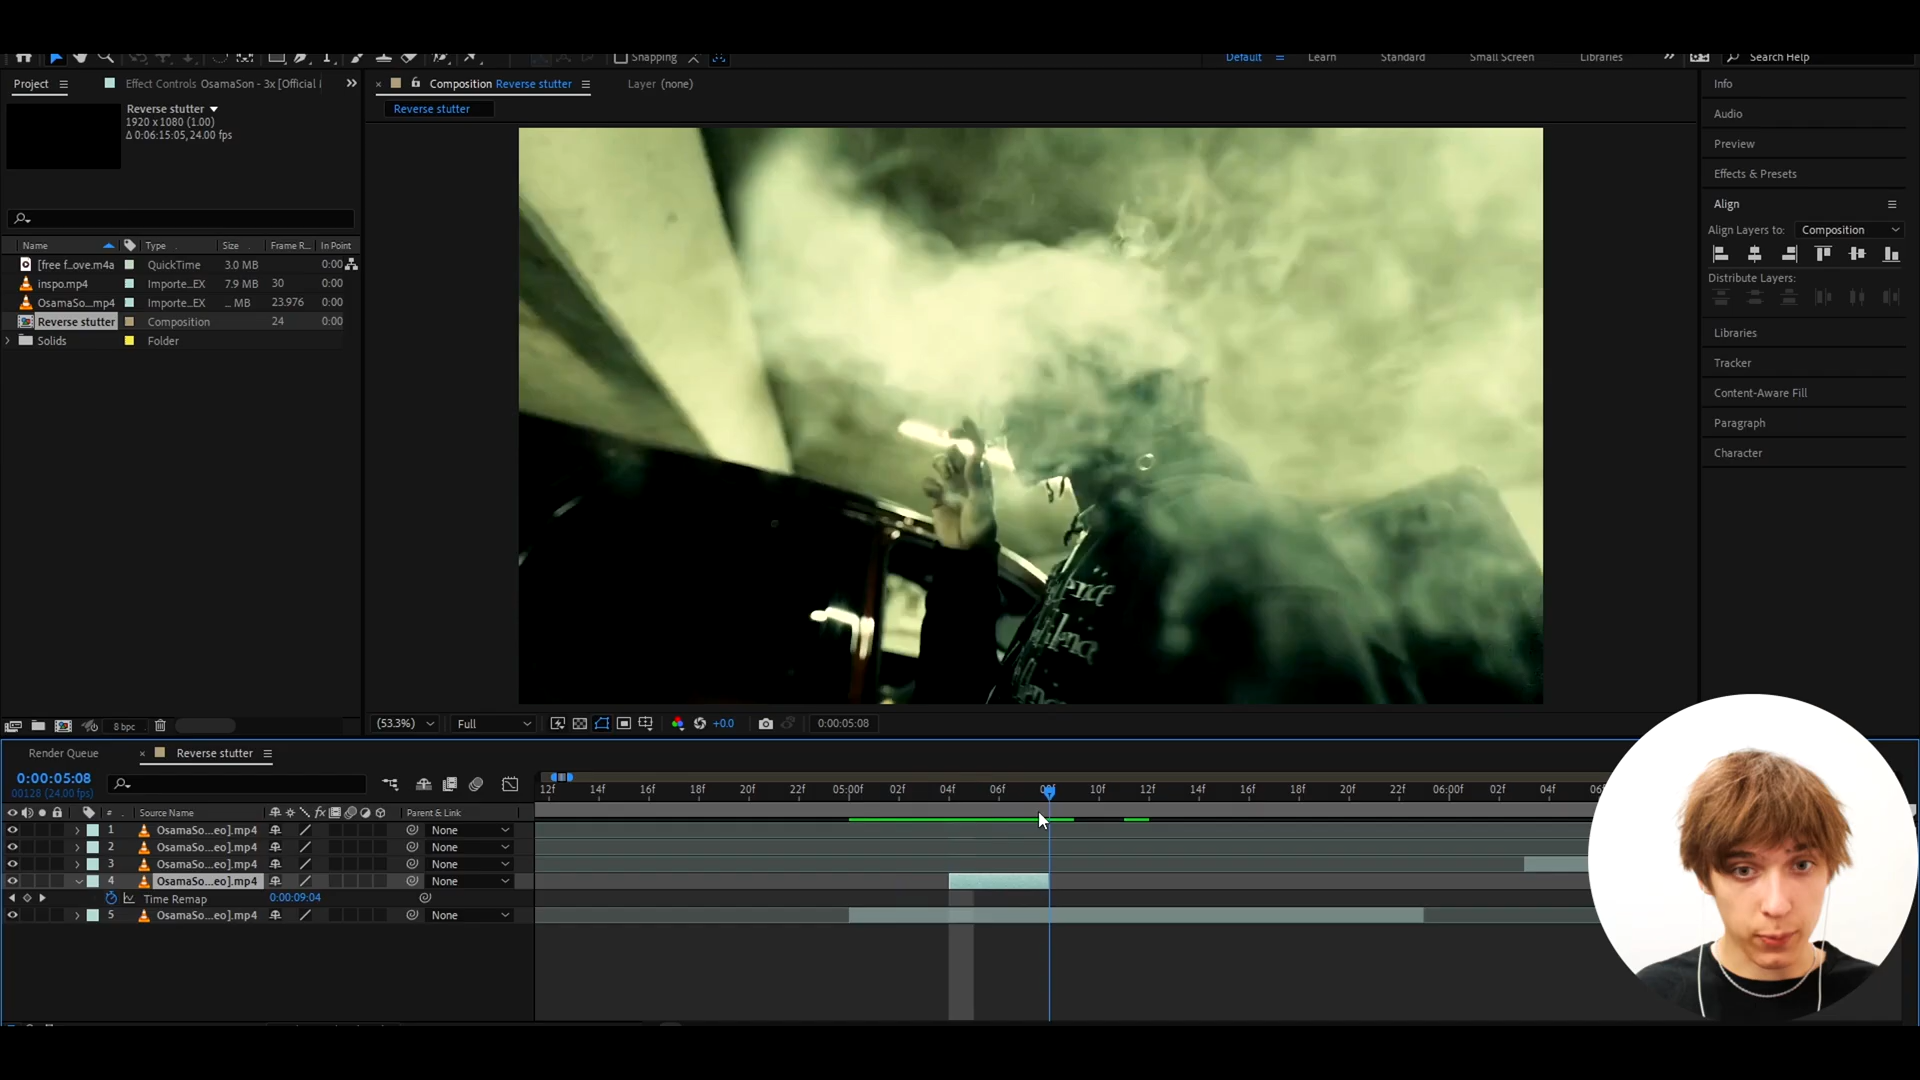 Snapping
Default
Learn
Standard
Small Screen
Libraries
Search Help
Project
Effect Controls OsamaSon - 3x [Official
Composition Reverse stutter
Layer (none)
Reverse stutter
1920 x 1080 (1.00)
Δ 0:06:15:05, 24.00 fps
Reverse stutter
Name
Type
Size
Frame R...
In Point
[free f...ove.m4a
QuickTime
3.0 MB
0:00
inspo.mp4
Importe...EX
7.9 MB
30
0:00
OsamaSo...mp4
Importe...EX
... MB
23.976
0:00
Reverse stutter
Composition
24
0:00
Solids
Folder
8 bpc
(53.3%)
Full
+0.0
0:00:05:08
Info
Audio
Preview
Effects & Presets
Align
Align Layers to:
Composition
Distribute Layers:
Libraries
Tracker
Content-Aware Fill
Paragraph
Character
Render Queue
Reverse stutter
0:00:05:08
00128 (24.00 fps)
12f
14f
16f
18f
20f
22f
05:00f
02f
04f
06f
08f
10f
12f
14f
16f
18f
20f
22f
06:00f
02f
04f
#
Source Name
fx
Parent & Link
1
OsamaSo...eo].mp4
None
2
OsamaSo...eo].mp4
None
3
OsamaSo...eo].mp4
None
4
OsamaSo...eo].mp4
None
Time Remap
0:00:09:04
5
OsamaSo...eo].mp4
None